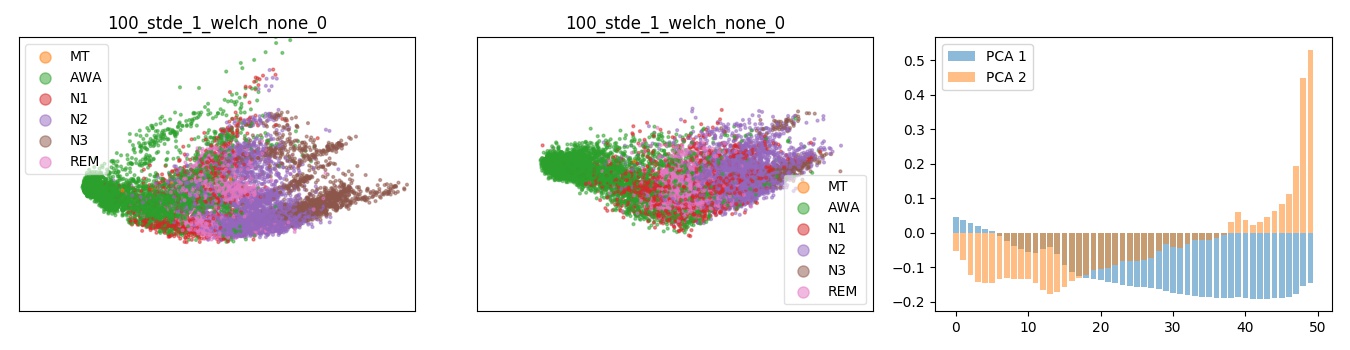 100_stde_1_welch_none_0
MT
AWA
N1
N2
N3
REM
100_stde_1_welch_none_0
MT
AWA
N1
N2
N3
REM
PCA 1
PCA 2
0.5
0.4
0.3
0.2
0.1
0.0
−0.1
−0.2
0 10 20 30 40 50